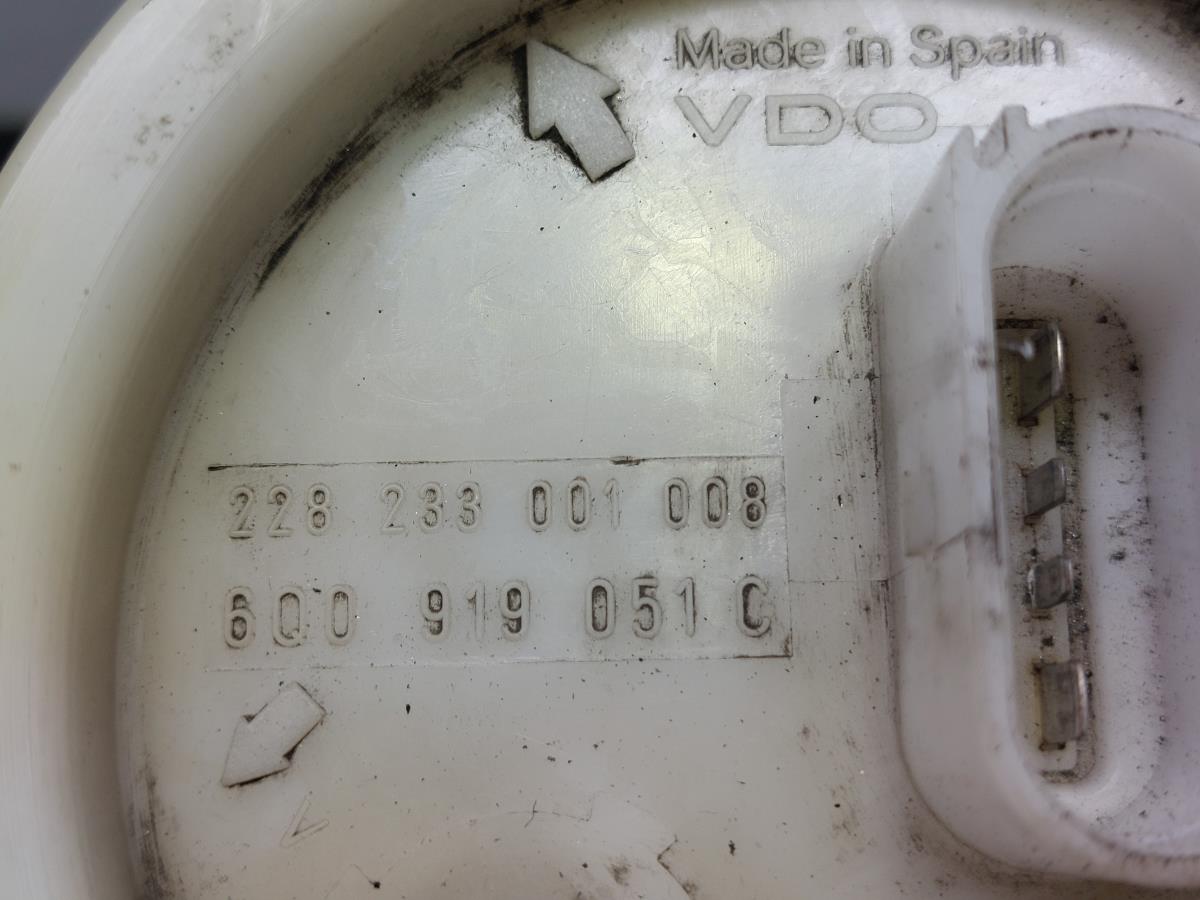 Made in Spain
VDO
228 233 001 008
6Q0 919 051 C